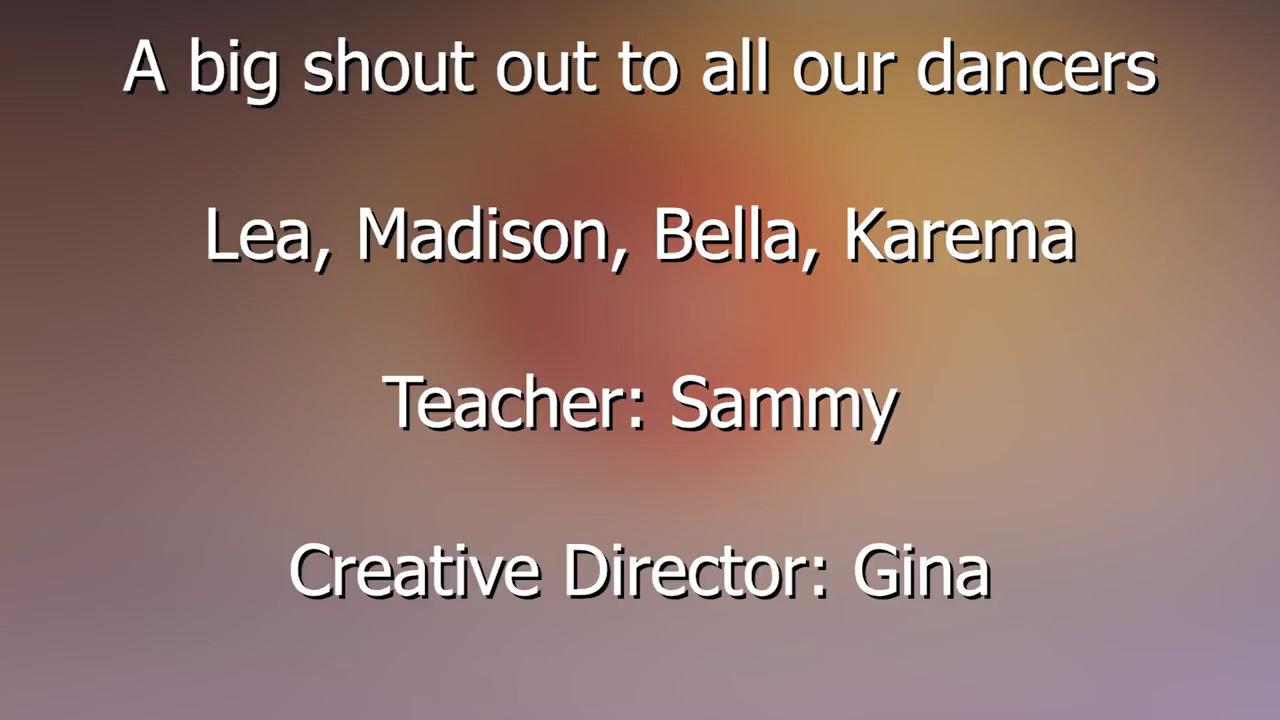 A big shout out to all our dancers
Lea, Madison, Bella, Karema
Teacher: Sammy
Creative Director: Gina